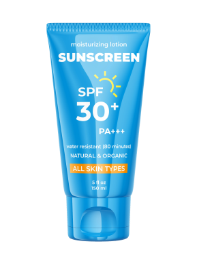 moisturizing lotion
SUNSCREEN
SPF
30+
PA+++
water resistant (80 minutes)
NATURAL & ORGANIC
ALL SKIN TYPES